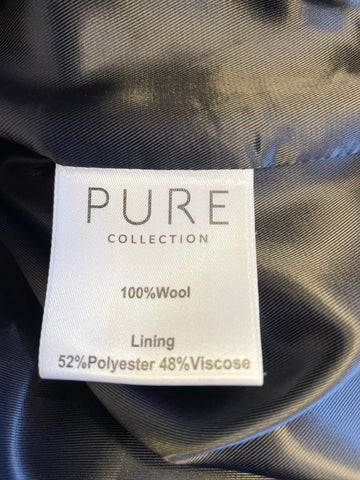 PURE
COLLECTION
100%Wool
Lining
52%Polyester 48%Viscose